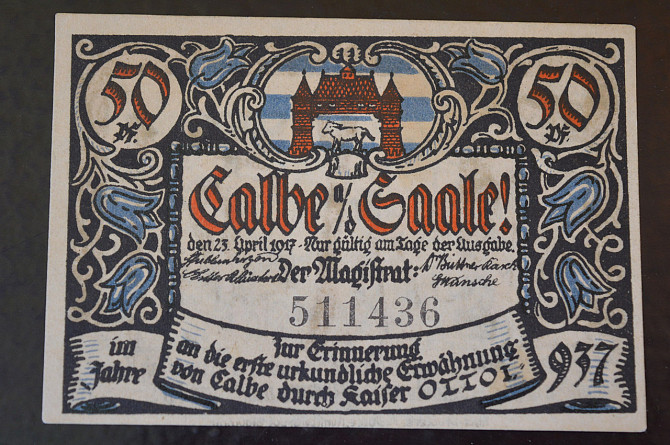 50 Pf.
50 Pf.
Calbe a/d Saale!
den 23. April 1917 · Nur gültig am Tage der Ausgabe.
Der Magistrat:
511436
im Jahre
zur Erinnerung
an die erste urkundliche Erwähnung
von Calbe durch Kaiser OTTO I.
937